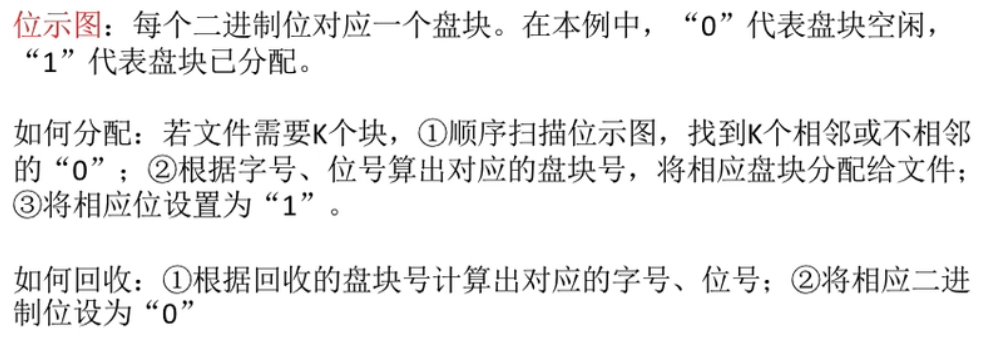 位示图：每个二进制位对应一个盘块。在本例中，“0”代表盘块空闲，
“1”代表盘块已分配。
如何分配：若文件需要K个块，①顺序扫描位示图，找到K个相邻或不相邻
的“0”；②根据字号、位号算出对应的盘块号，将相应盘块分配给文件；
③将相应位设置为“1”。
如何回收：①根据回收的盘块号计算出对应的字号、位号；②将相应二进
制位设为“0”